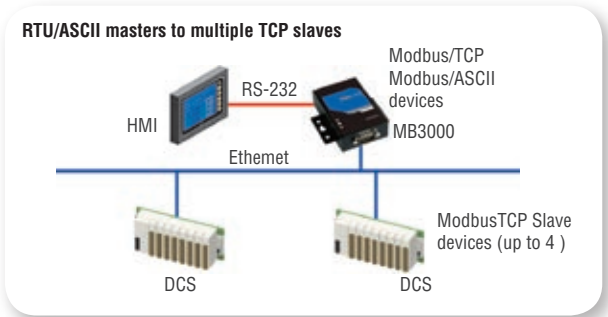 RTU/ASCII masters to multiple TCP slaves
Modbus/TCP
Modbus/ASCII
devices
RS-232
HMI
MB3000
Ethernet
ModbusTCP Slave
devices (up to 4 )
DCS
DCS